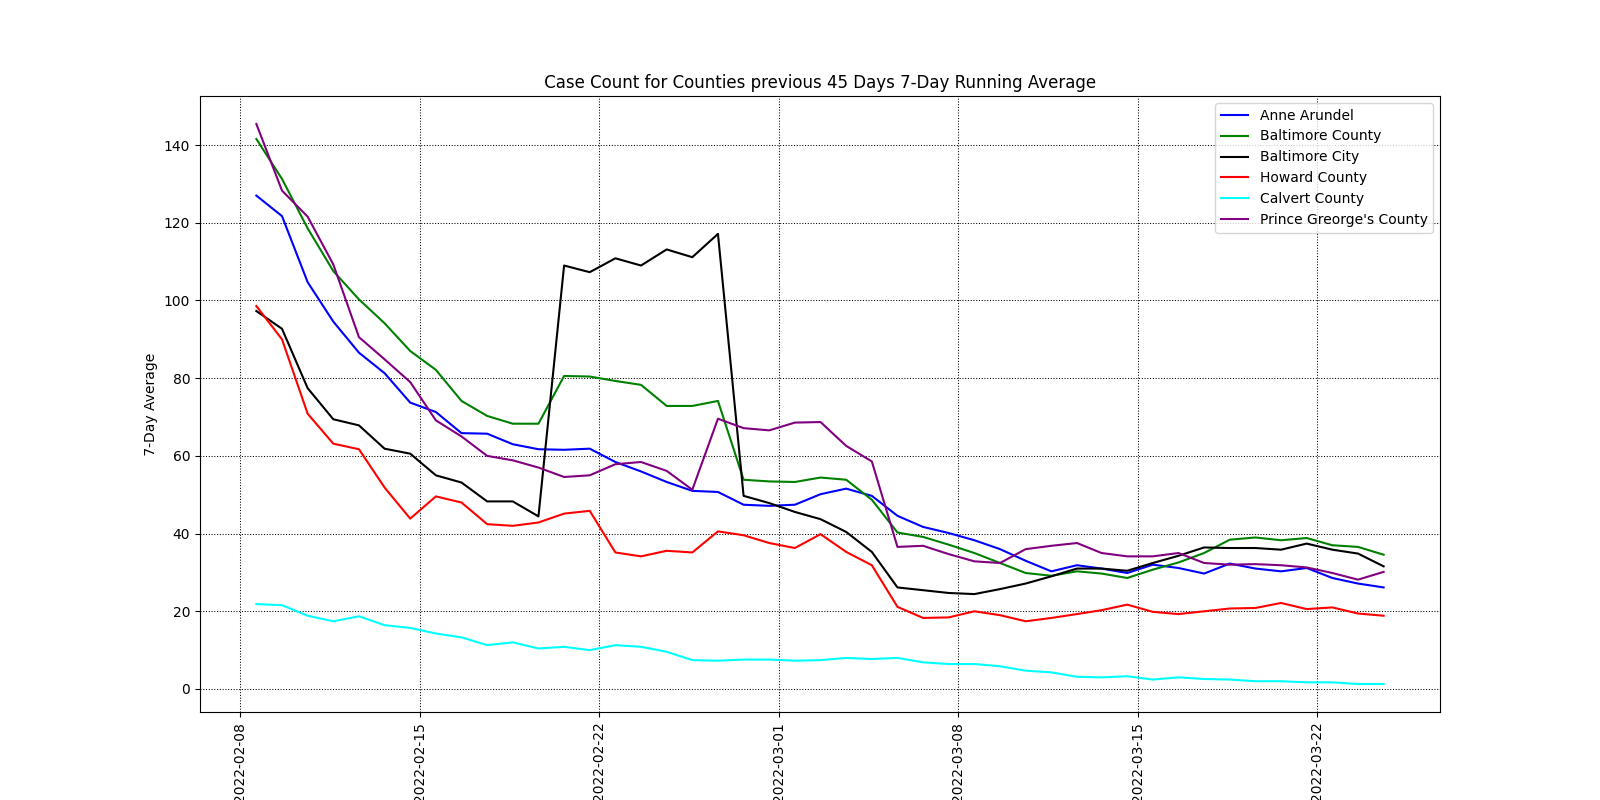 Case Count for Counties previous 45 Days 7-Day Running Average
Anne Arundel
Baltimore County
Baltimore City
Howard County
Calvert County
Prince Greorge's County
7-Day Average
140
120
100
80
60
40
20
0
2022-02-08
2022-02-15
2022-02-22
2022-03-01
2022-03-08
2022-03-15
2022-03-22